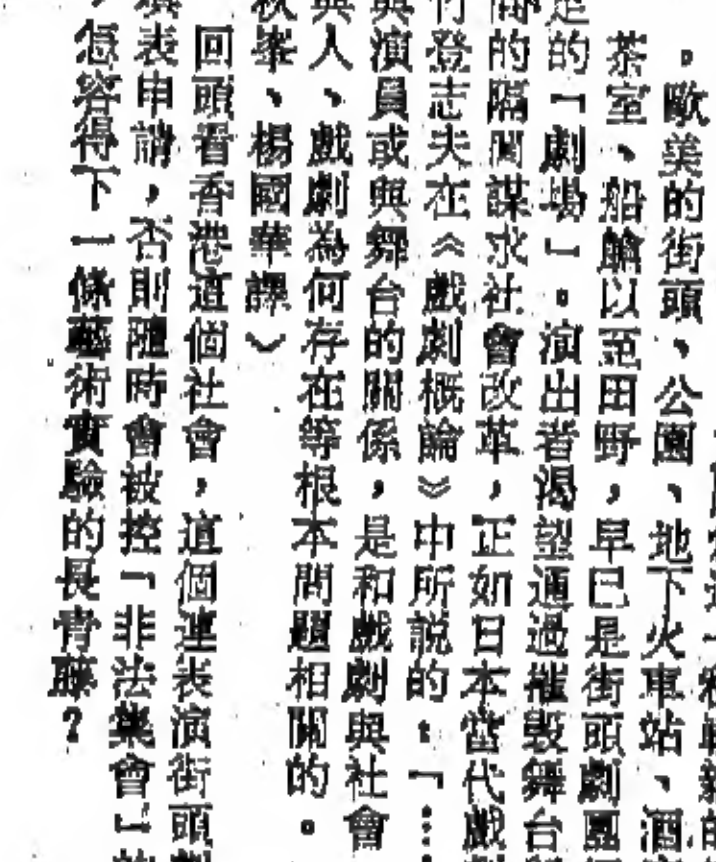 。歐美的街頭、公園、地下火車站、酒
茶室、船艙以至田野,早已是街頭劇團
的「劇場」。演出者渴望通過摧毀舞台
的隔閡謀求社會改革,正如日本當代戲
竹登志夫在《戲劇概論》中所說的:「…
與演員或與舞台的關係,是和戲劇與社會
與人、戲劇為何存在等根本問題相關的。
秋峯、楊國華譯〉
回頭看香港這個社會,這個連表演街頭
填表申請,否則隨時會被控「非法集會」的
,怎容得下一條藝術實驗的長青藤?